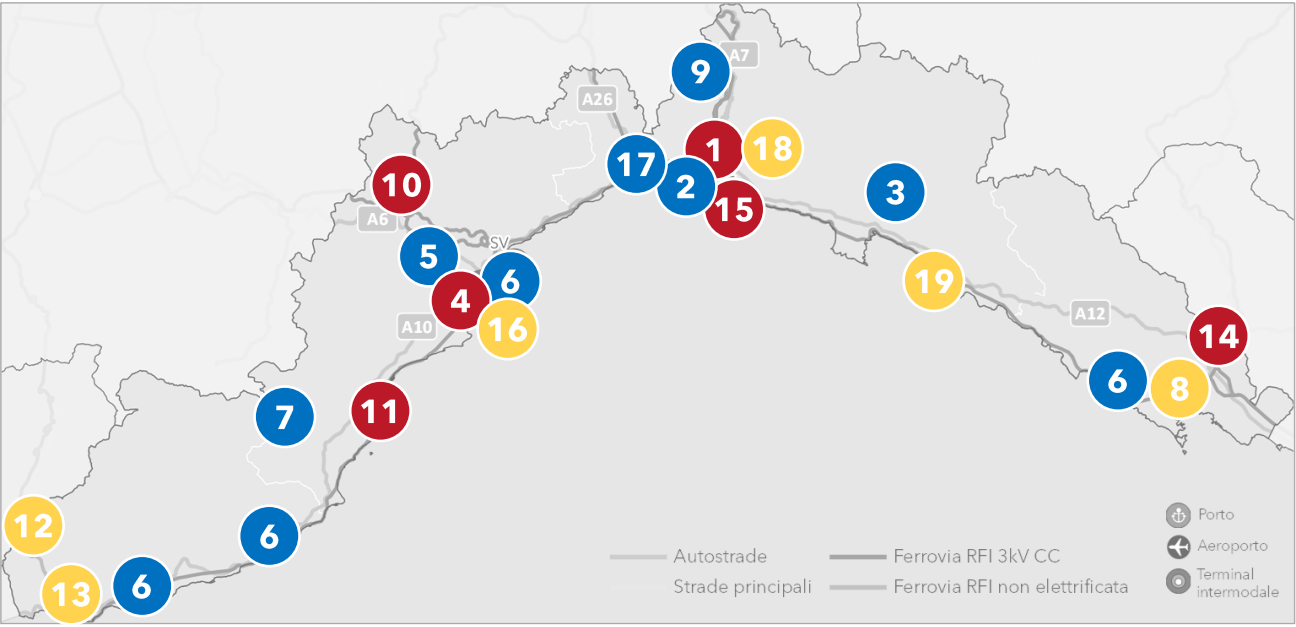 A7
9
A26
1
18
17
10
2
3
15
A6
SV
5
6
19
4
16
A10
A12
14
6
8
7
11
12
6
13
6
Autostrade
Strade principali
Ferrovia RFI 3kV CC
Ferrovia RFI non elettrificata
Porto
Aeroporto
Terminal
intermodale